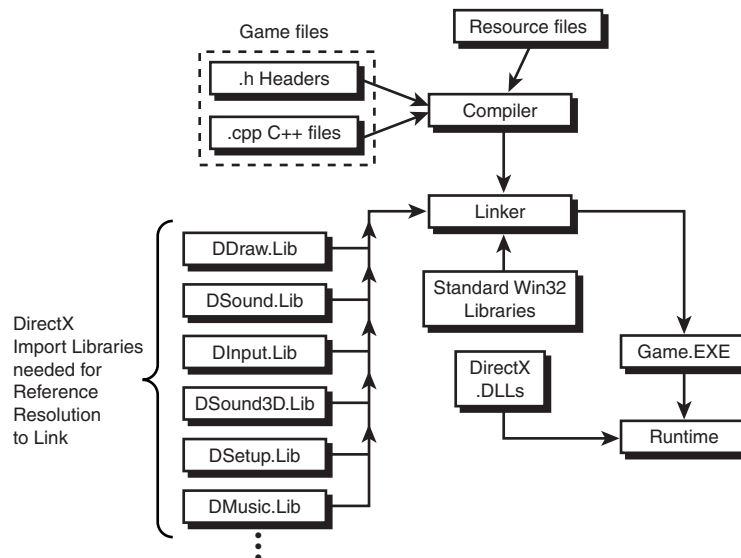 Game files
Resource files
.h Headers
Compiler
.cpp C++ files
Linker
DDraw.Lib
DSound.Lib
Standard Win32
Libraries
DirectX
Import Libraries
needed for
Reference
Resolution
to Link
DInput.Lib
DirectX
.DLLs
Game.EXE
DSound3D.Lib
Runtime
DSetup.Lib
DMusic.Lib